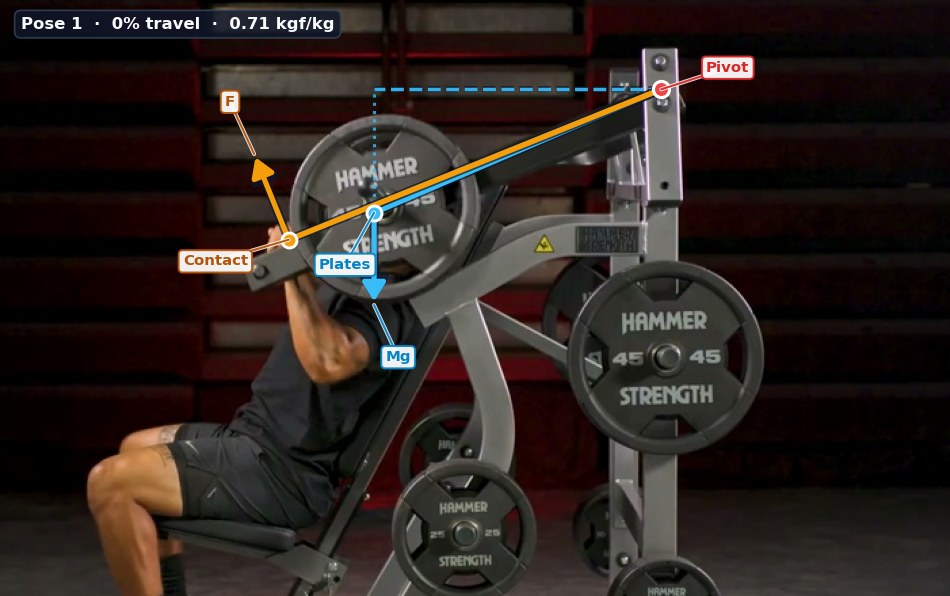 Pose 1 · 0% travel · 0.71 kgf/kg
Pivot
F
HAMMER
45 45
STRENGTH
Contact
Plates
Mg
HAMMER
45 45
STRENGTH
HAMMER
25 25
STRENGTH
HAMMER